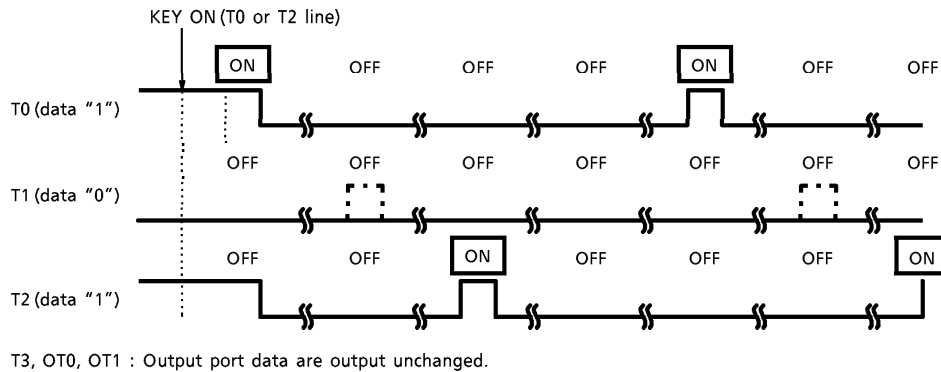 KEY ON (T0 or T2 line)
ON OFF OFF OFF ON OFF OFF
T0 (data “1”)
OFF OFF OFF OFF OFF OFF OFF
T1 (data “0”)
OFF OFF ON OFF OFF OFF ON
T2 (data “1”)
T3, OT0, OT1 : Output port data are output unchanged.